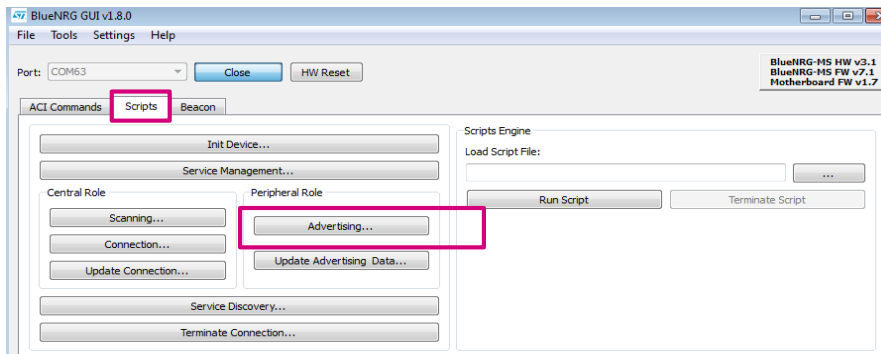 BlueNRG GUI v1.8.0
File Tools Settings Help
Port: COM63 Close HW Reset
BlueNRG-MS HW v3.1
BlueNRG-MS FW v7.1
Motherboard FW v1.7
ACI Commands Scripts Beacon
Init Device...
Service Management...
Central Role
Scanning...
Connection...
Update Connection...
Peripheral Role
Advertising...
Update Advertising Data...
Service Discovery...
Terminate Connection...
Scripts Engine
Load Script File:
...
Run Script Terminate Script